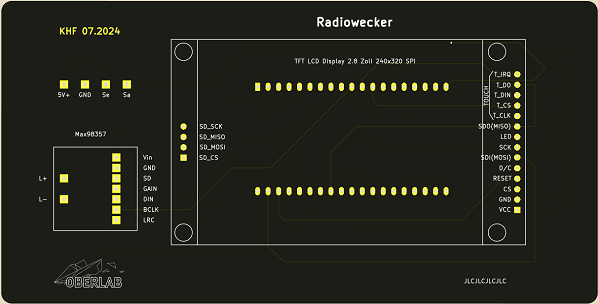 Radiowecker
KHF 07.2024
TFT LCD Display 2.8 Zoll 240x320 SPI
5V+ GND Se Sa
Max98357
Vin
GND
SD
GAIN
DIN
BCLK
LRC
L+
L-
SD_SCK
SD_MISO
SD_MOSI
SD_CS
TOUCH
T_IRQ
T_DO
T_DIN
T_CS
T_CLK
SDO(MISO)
LED
SCK
SDI(MOSI)
D/C
RESET
CS
GND
VCC
OBERLAB
JLCJLCJLCJLC